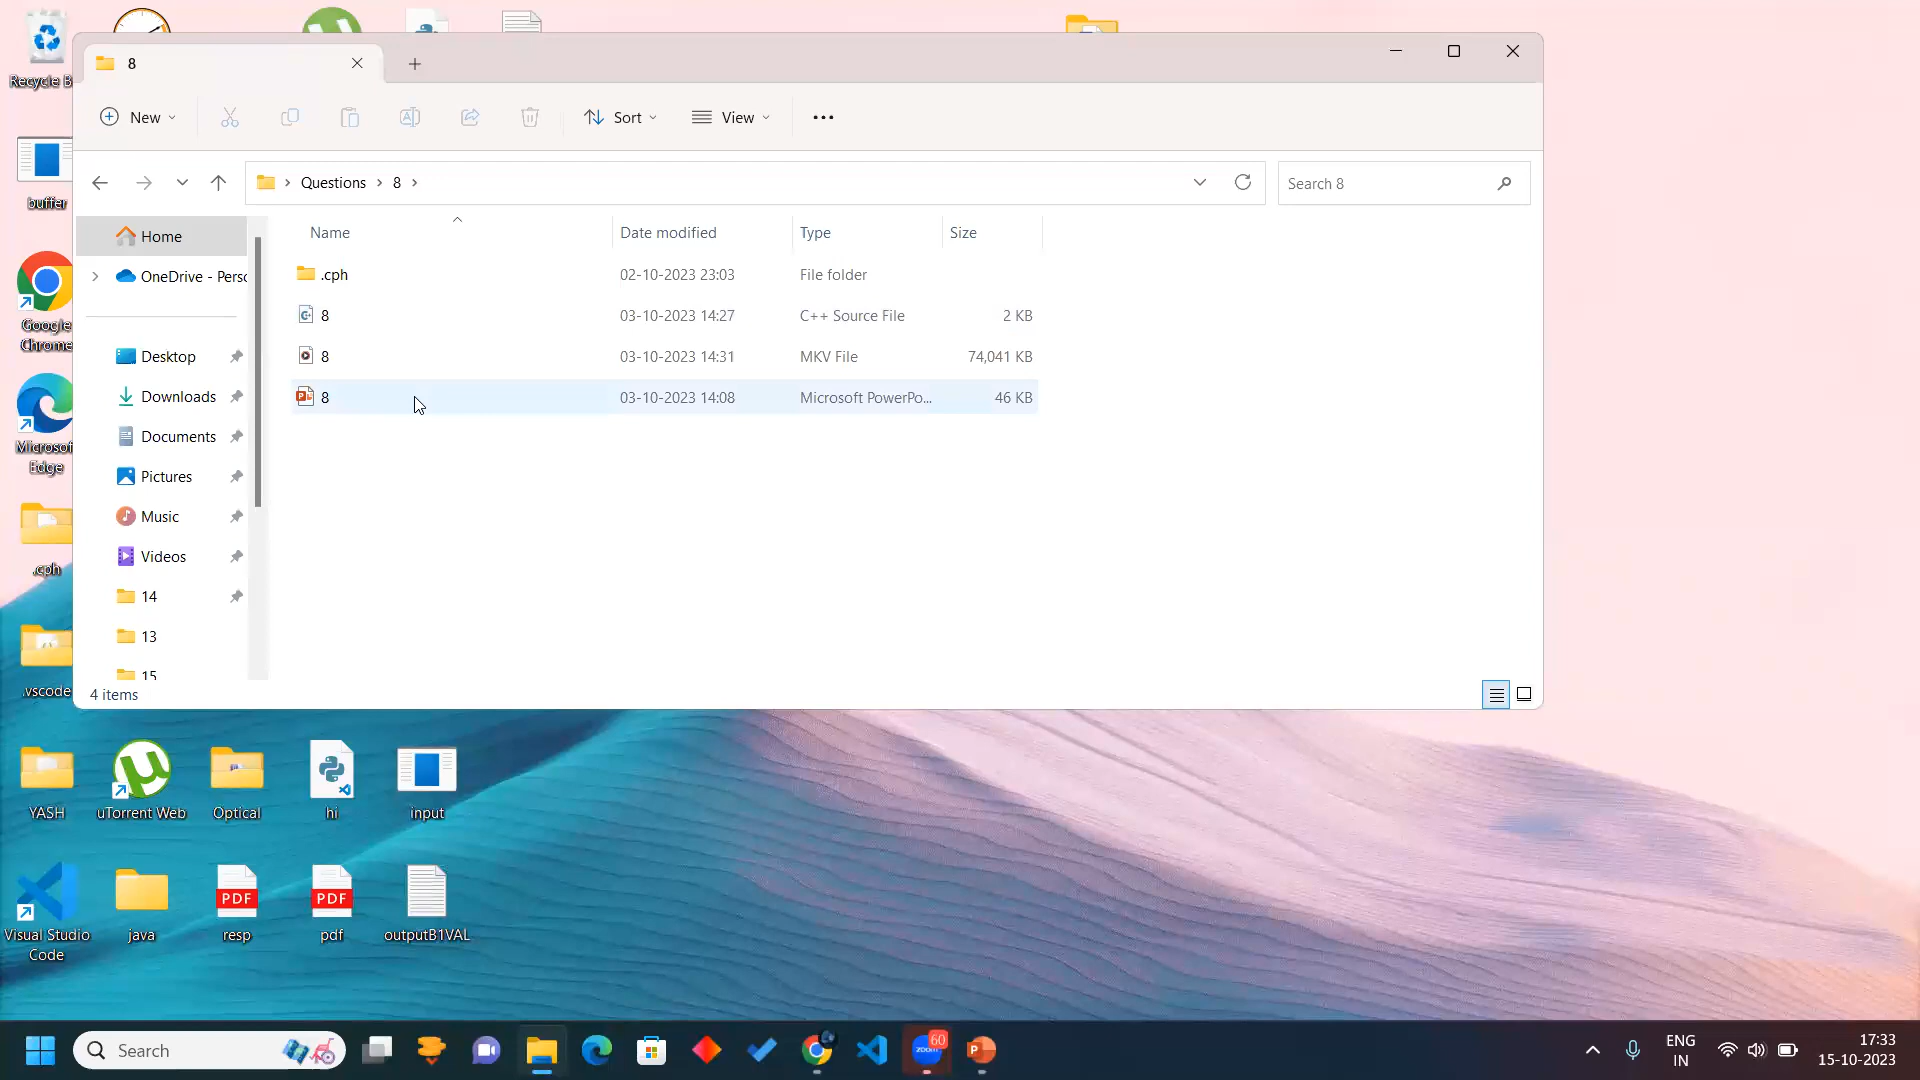 8
New
Sort
View
Questions
8
Search 8
Name
Date modified
Type
Size
.cph
02-10-2023 23:03
File folder
8
03-10-2023 14:27
C++ Source File
2 KB
8
03-10-2023 14:31
MKV File
74,041 KB
8
03-10-2023 14:08
Microsoft PowerPo...
46 KB
Home
OneDrive - Perso
Desktop
Downloads
Documents
Pictures
Music
Videos
14
13
15
4 items
Recycle B
buffer
Google
Chrome
Microsof
Edge
.cph
.vscode
YASH
uTorrent Web
Optical
hi
input
Visual Studio
Code
java
PDF
resp
PDF
pdf
outputB1VAL
Search
zoom
60
ENG
IN
17:33
15-10-2023